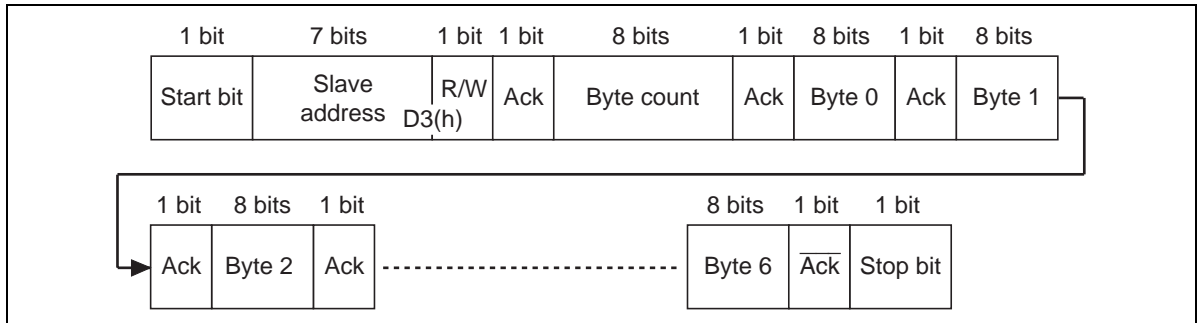 1 bit 7 bits 1 bit 1 bit 8 bits 1 bit 8 bits 1 bit 8 bits
Start bit Slave address R/W D3(h) Ack Byte count Ack Byte 0 Ack Byte 1
1 bit 8 bits 1 bit 8 bits 1 bit 1 bit
Ack Byte 2 Ack Byte 6 A̅c̅k̅ Stop bit